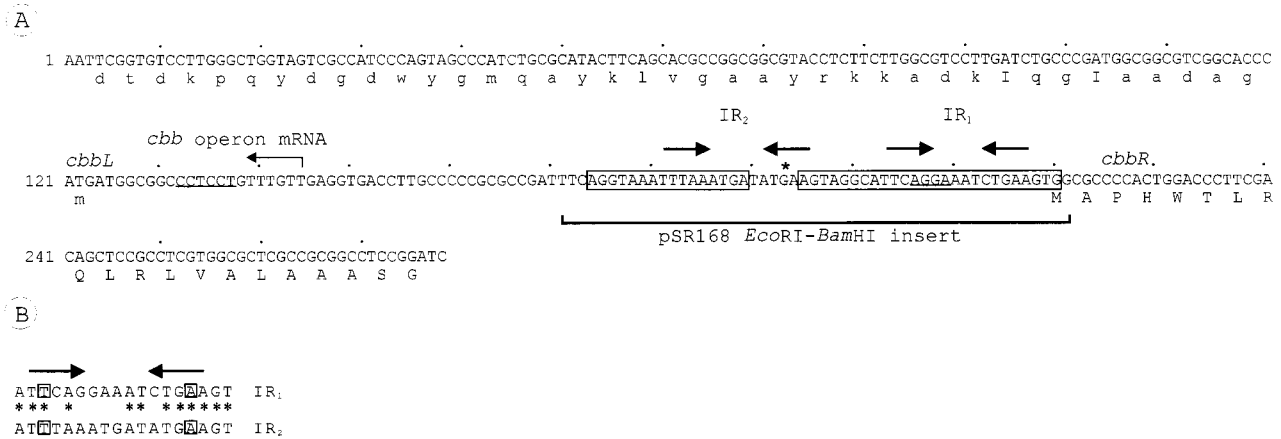 A
1 AATTCGGTGTCCTTGGGCTGGTAGTCGCCATCCCAGTAGCCCATCTGCGCATACTTCAGCACGCCGGCGGCGTACCTCTTCTTGGCGTCCTTGATCTGCCCGATGGCGGCGTCGGCACCC
d t d k p q y d g d w y g m q a y k l v g a a y r k k a d k I q g I a a d a g
IR₂ IR₁
cbb operon mRNA
cbbL * cbbR
121 ATGATGGCGGCCCTCCTGTTTGTTGAGGTGACCTTGCCCCCGCGCCGATTTCAGGTAAATTTAAATGATATGAAGTAGGCATTCAGGAAATCTGAAGTGGCGCCCCACTGGACCCTTCGA
m M A P H W T L R
pSR168 EcoRI-BamHI insert
241 CAGCTCCGCCTCGTGGCGCTCGCCGCGGCCTCCGGATC
Q L R L V A L A A A S G
B
ATTCAGGAAATCTGAAGT IR₁
*** * ** ******
ATTTAAATGATATGAAGT IR₂